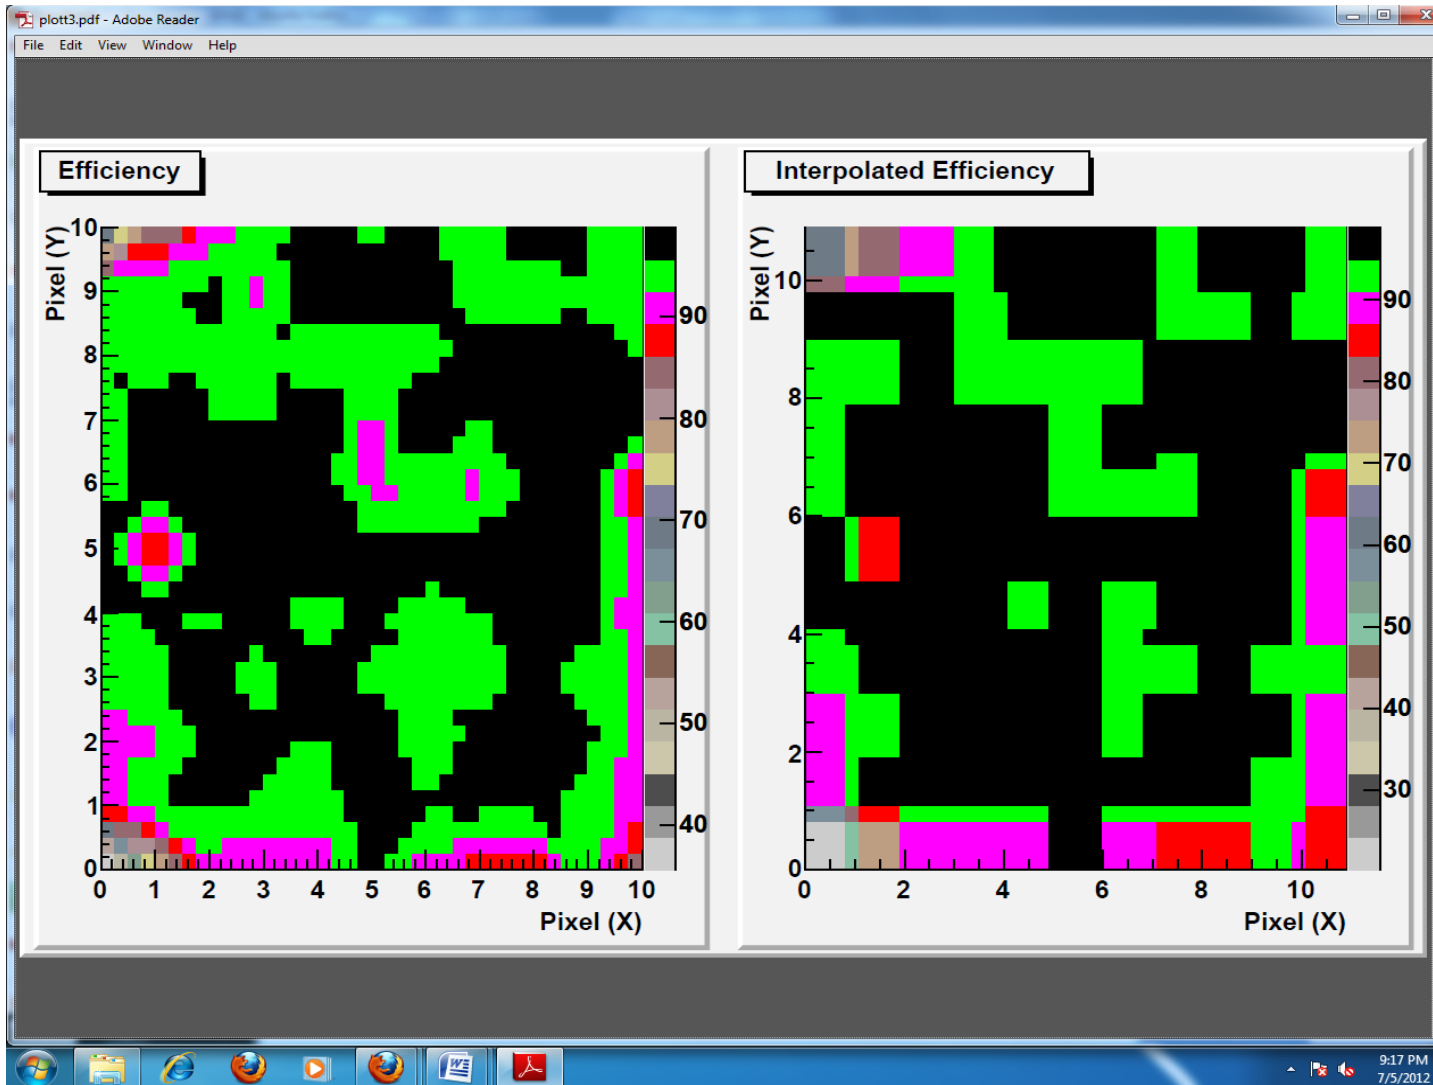 plott3.pdf - Adobe Reader
File Edit View Window Help
Efficiency
Pixel (Y)
10
9
8
7
6
5
4
3
2
1
0
0 1 2 3 4 5 6 7 8 9 10
Pixel (X)
90
80
70
60
50
40
Interpolated Efficiency
Pixel (Y)
10
8
6
4
2
0
0 2 4 6 8 10
Pixel (X)
90
80
70
60
50
40
30
9:17 PM
7/5/2012